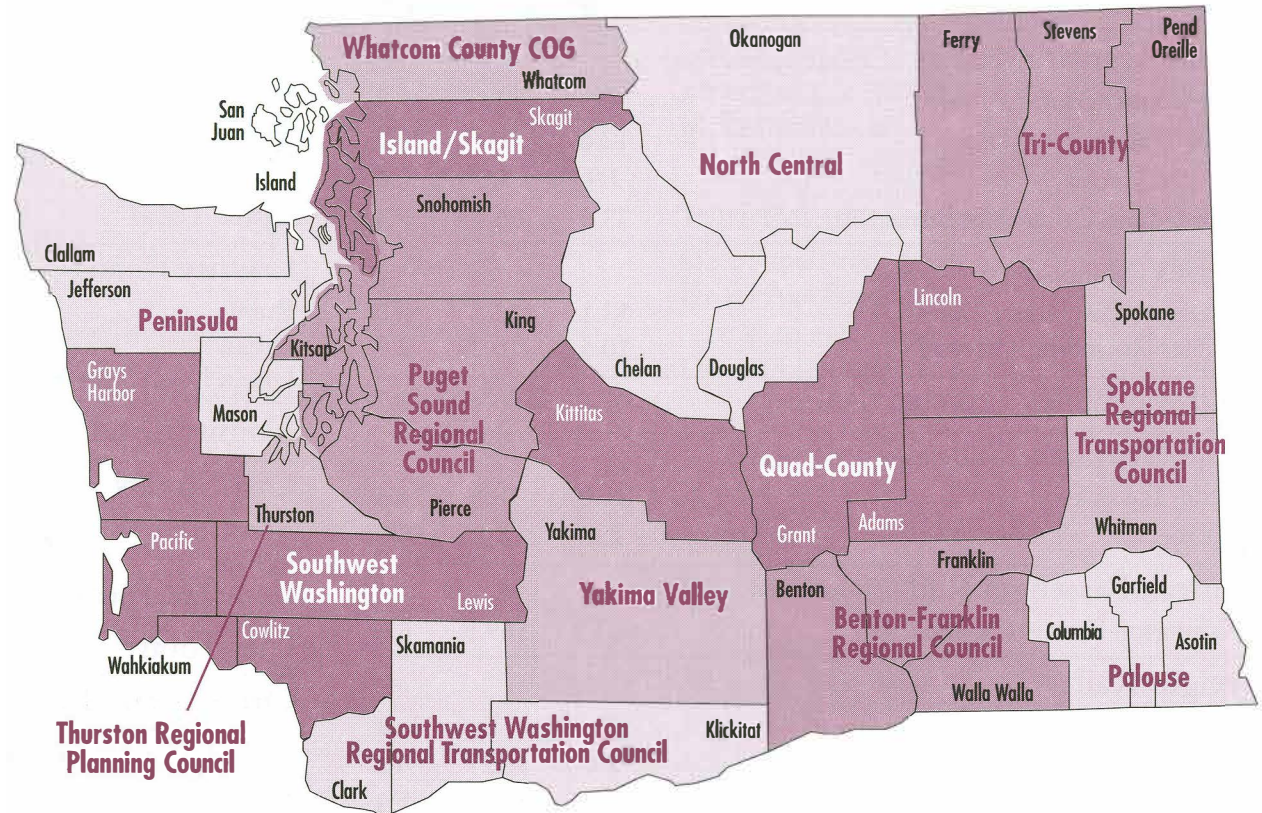 Whatcom County COG
Whatcom
Okanogan
Ferry
Stevens
Pend
Oreille
San
Juan
Skagit
Island/Skagit
North Central
Tri-County
Island
Snohomish
Clallam
Jefferson
Peninsula
Lincoln
Spokane
King
Kitsap
Grays
Harbor
Mason
Puget
Sound
Regional
Council
Chelan
Douglas
Kittitas
Spokane
Regional
Transportation
Council
Quad-County
Thurston
Pierce
Yakima
Grant
Adams
Whitman
Pacific
Southwest
Washington
Lewis
Yakima Valley
Benton
Franklin
Benton-Franklin
Regional Council
Garfield
Columbia
Asotin
Palouse
Walla Walla
Cowlitz
Skamania
Wahkiakum
Thurston Regional
Planning Council
Southwest Washington
Regional Transportation Council
Klickitat
Clark